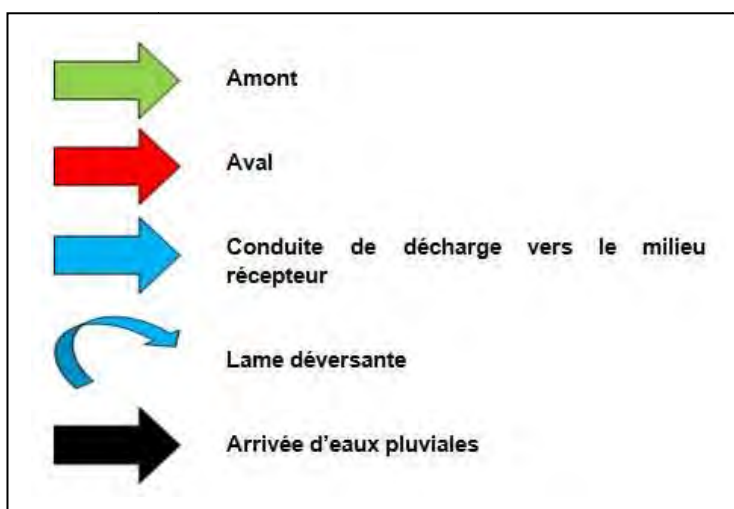 Amont
Aval
Conduite de décharge vers le milieu
récepteur
Lame déversante
Arrivée d'eaux pluviales